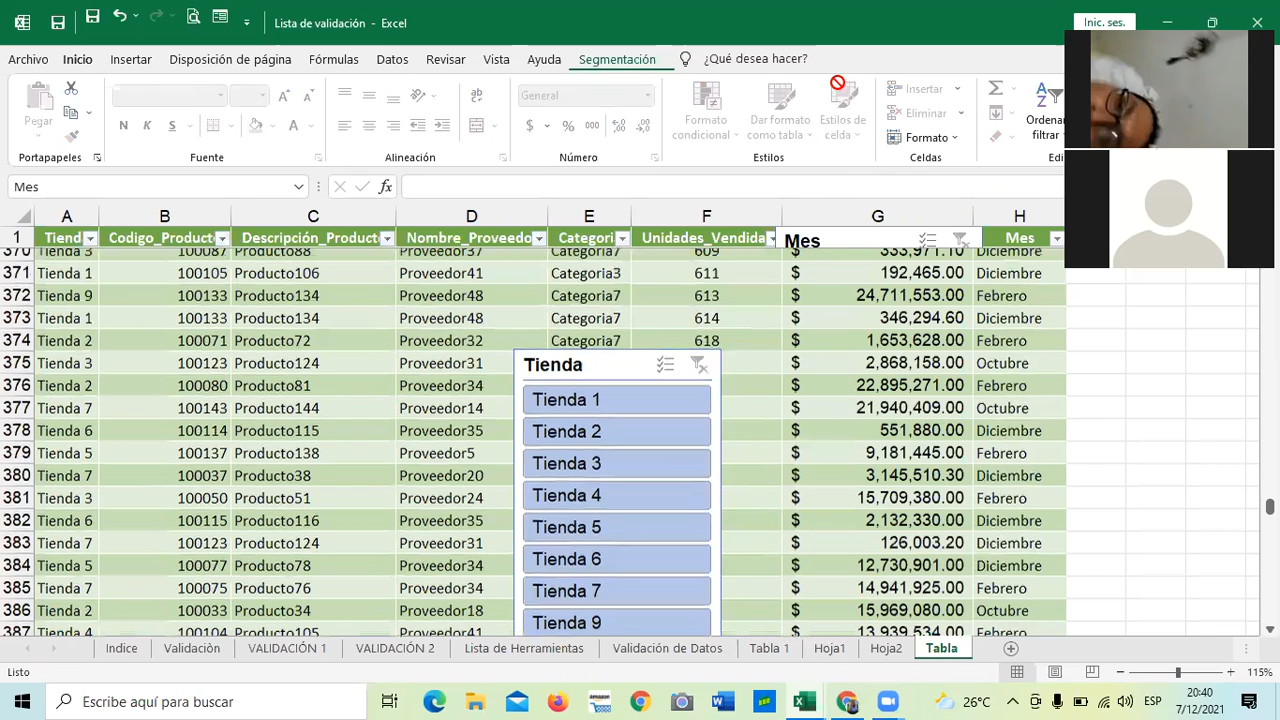 Lista de validación - Excel
Inic. ses.
Archivo Inicio Insertar Disposición de página Fórmulas Datos Revisar Vista Ayuda Segmentación ¿Qué desea hacer?
Pegar
N K S A
General
$ % 000
Formato condicional
Dar formato como tabla
Estilos de celda
Insertar
Eliminar
Formato
Ordenar
filtrar
Portapapeles Fuente Alineación Número Estilos Celdas
Mes fx
A B C D E F G H
1 Tiend Codigo_Product Descripción_Product Nombre_Proveedo Categori Unidades_Vendida Mes Mes
370 Tienda 3 100087 Producto88 Proveedor37 Categoria5 609 $ 333,971.10 Diciembre
371 Tienda 1 100105 Producto106 Proveedor41 Categoria3 611 $ 192,465.00 Diciembre
372 Tienda 9 100133 Producto134 Proveedor48 Categoria7 613 $ 24,711,553.00 Febrero
373 Tienda 1 100133 Producto134 Proveedor48 Categoria7 614 $ 346,294.60 Febrero
374 Tienda 2 100071 Producto72 Proveedor32 Categoria7 618 $ 1,653,628.00 Febrero
375 Tienda 3 100123 Producto124 Proveedor31 $ 2,868,158.00 Octubre
376 Tienda 2 100080 Producto81 Proveedor34 $ 22,895,271.00 Febrero
377 Tienda 7 100143 Producto144 Proveedor14 $ 21,940,409.00 Octubre
378 Tienda 6 100114 Producto115 Proveedor35 $ 551,880.00 Diciembre
379 Tienda 5 100137 Producto138 Proveedor5 $ 9,181,445.00 Febrero
380 Tienda 7 100037 Producto38 Proveedor20 $ 3,145,510.30 Diciembre
381 Tienda 3 100050 Producto51 Proveedor24 $ 15,709,380.00 Febrero
382 Tienda 6 100115 Producto116 Proveedor35 $ 2,132,330.00 Diciembre
383 Tienda 7 100123 Producto124 Proveedor31 $ 126,003.20 Diciembre
384 Tienda 5 100077 Producto78 Proveedor34 $ 12,730,901.00 Febrero
385 Tienda 7 100075 Producto76 Proveedor34 $ 14,941,925.00 Febrero
386 Tienda 2 100033 Producto34 Proveedor18 $ 15,969,080.00 Octubre
387 Tienda 4 100104 Producto105 Proveedor41 $ 13,939,534.00 Febrero
Tienda
Tienda 1
Tienda 2
Tienda 3
Tienda 4
Tienda 5
Tienda 6
Tienda 7
Tienda 9
Indice Validación VALIDACIÓN 1 VALIDACIÓN 2 Lista de Herramientas Validación de Datos Tabla 1 Hoja1 Hoja2 Tabla
Listo 115%
Escribe aquí para buscar 26°C ESP 20:40
7/12/2021